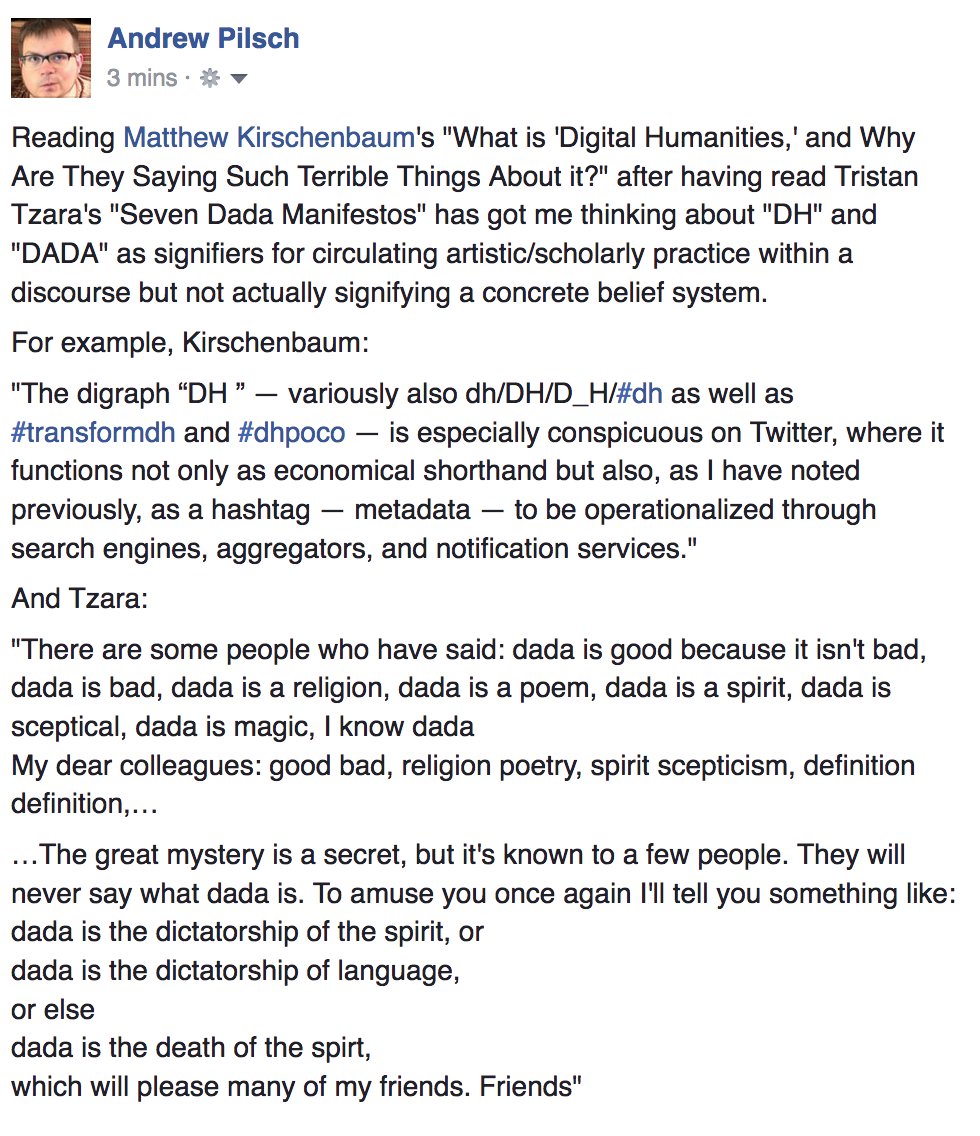 Andrew Pilsch
3 mins ·
Reading Matthew Kirschenbaum's "What is 'Digital Humanities,' and Why
Are They Saying Such Terrible Things About it?" after having read Tristan
Tzara's "Seven Dada Manifestos" has got me thinking about "DH" and
"DADA" as signifiers for circulating artistic/scholarly practice within a
discourse but not actually signifying a concrete belief system.
For example, Kirschenbaum:
"The digraph “DH ” — variously also dh/DH/D_H/#dh as well as
#transformdh and #dhpoco — is especially conspicuous on Twitter, where it
functions not only as economical shorthand but also, as I have noted
previously, as a hashtag — metadata — to be operationalized through
search engines, aggregators, and notification services."
And Tzara:
"There are some people who have said: dada is good because it isn't bad,
dada is bad, dada is a religion, dada is a poem, dada is a spirit, dada is
sceptical, dada is magic, I know dada
My dear colleagues: good bad, religion poetry, spirit scepticism, definition
definition,…
…The great mystery is a secret, but it's known to a few people. They will
never say what dada is. To amuse you once again I'll tell you something like:
dada is the dictatorship of the spirit, or
dada is the dictatorship of language,
or else
dada is the death of the spirt,
which will please many of my friends. Friends"